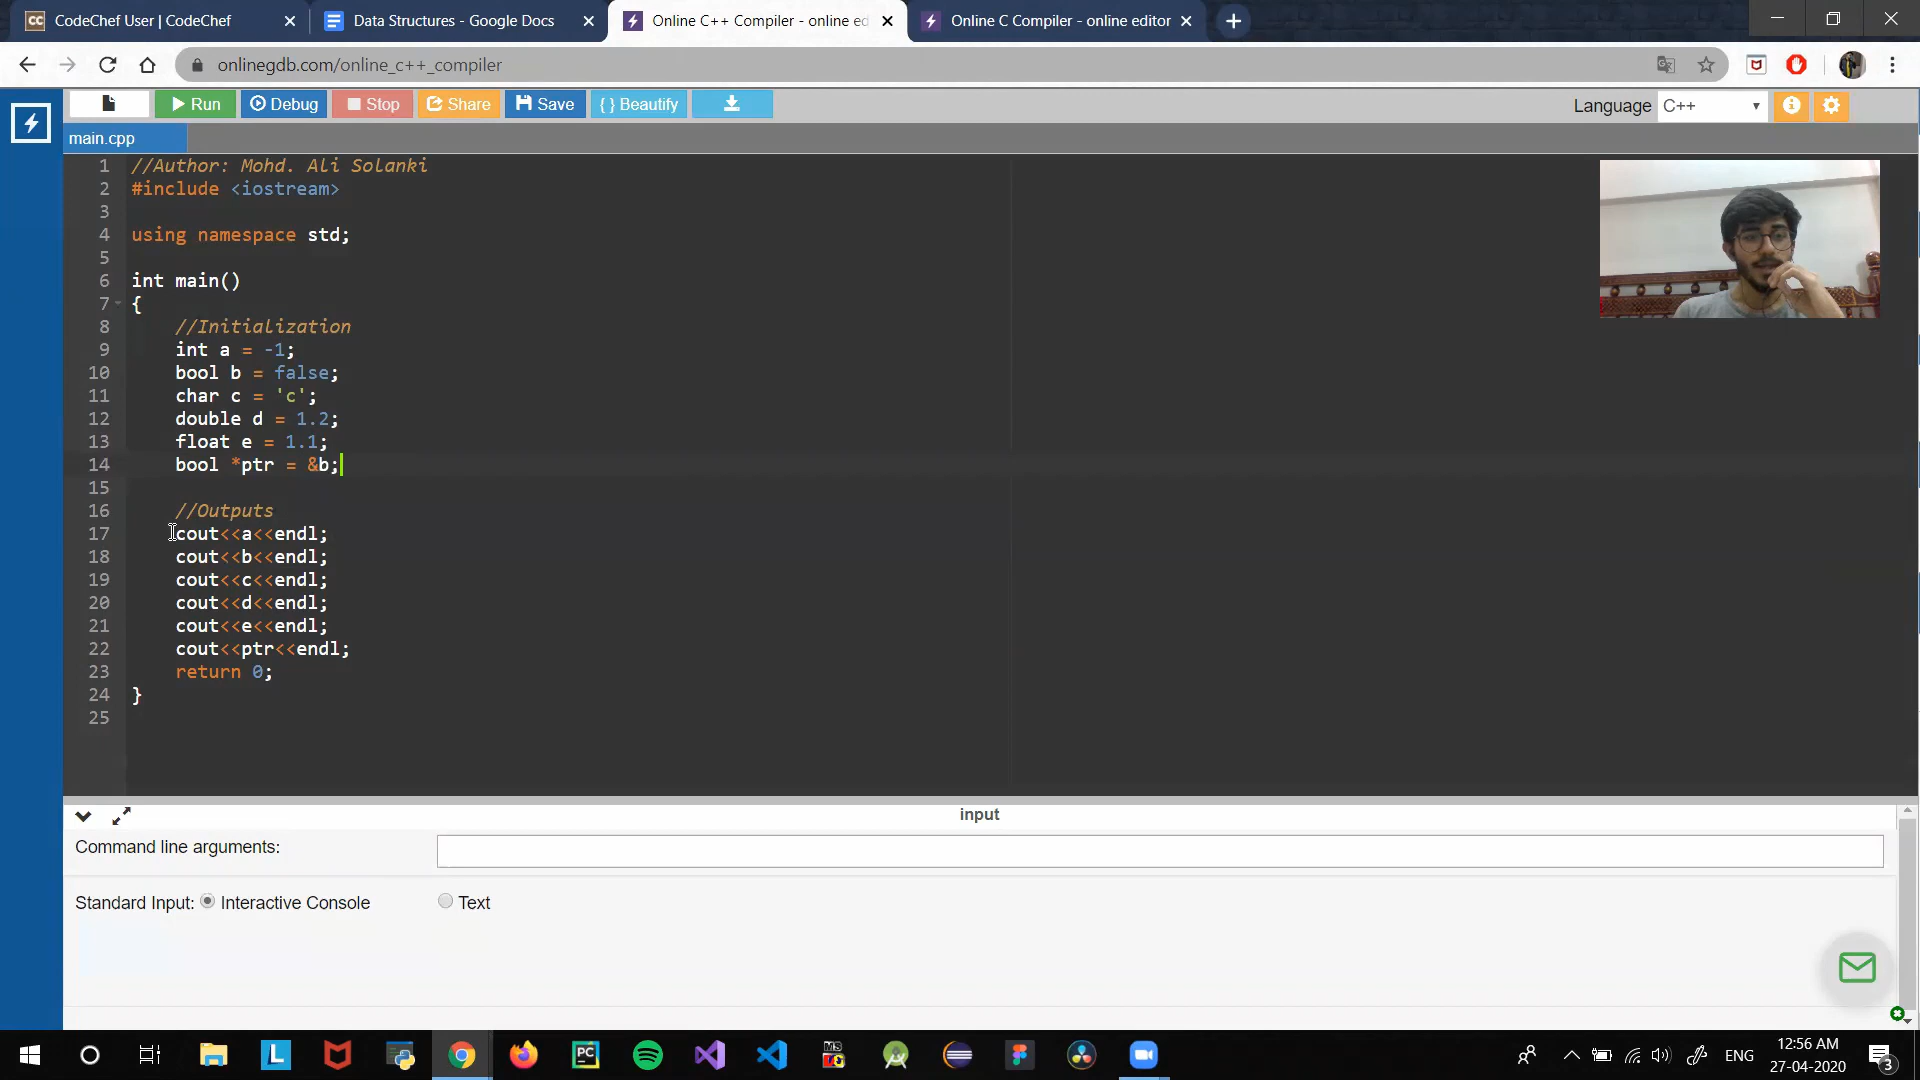 CodeChef User | CodeChef
Data Structures - Google Docs
Online C++ Compiler - online ed
Online C Compiler - online editor
onlinegdb.com/online_c++_compiler
Run
Debug
Stop
Share
Save
{ } Beautify
Language
C++
main.cpp
1 //Author: Mohd. Ali Solanki
2 #include <iostream>
3
4 using namespace std;
5
6 int main()
7 {
8 //Initialization
9 int a = -1;
10 bool b = false;
11 char c = 'c';
12 double d = 1.2;
13 float e = 1.1;
14 bool *ptr = &b;
15
16 //Outputs
17 cout<<a<<endl;
18 cout<<b<<endl;
19 cout<<c<<endl;
20 cout<<d<<endl;
21 cout<<e<<endl;
22 cout<<ptr<<endl;
23 return 0;
24 }
25
input
Command line arguments:
Standard Input:
Interactive Console
Text
ENG
12:56 AM
27-04-2020
3